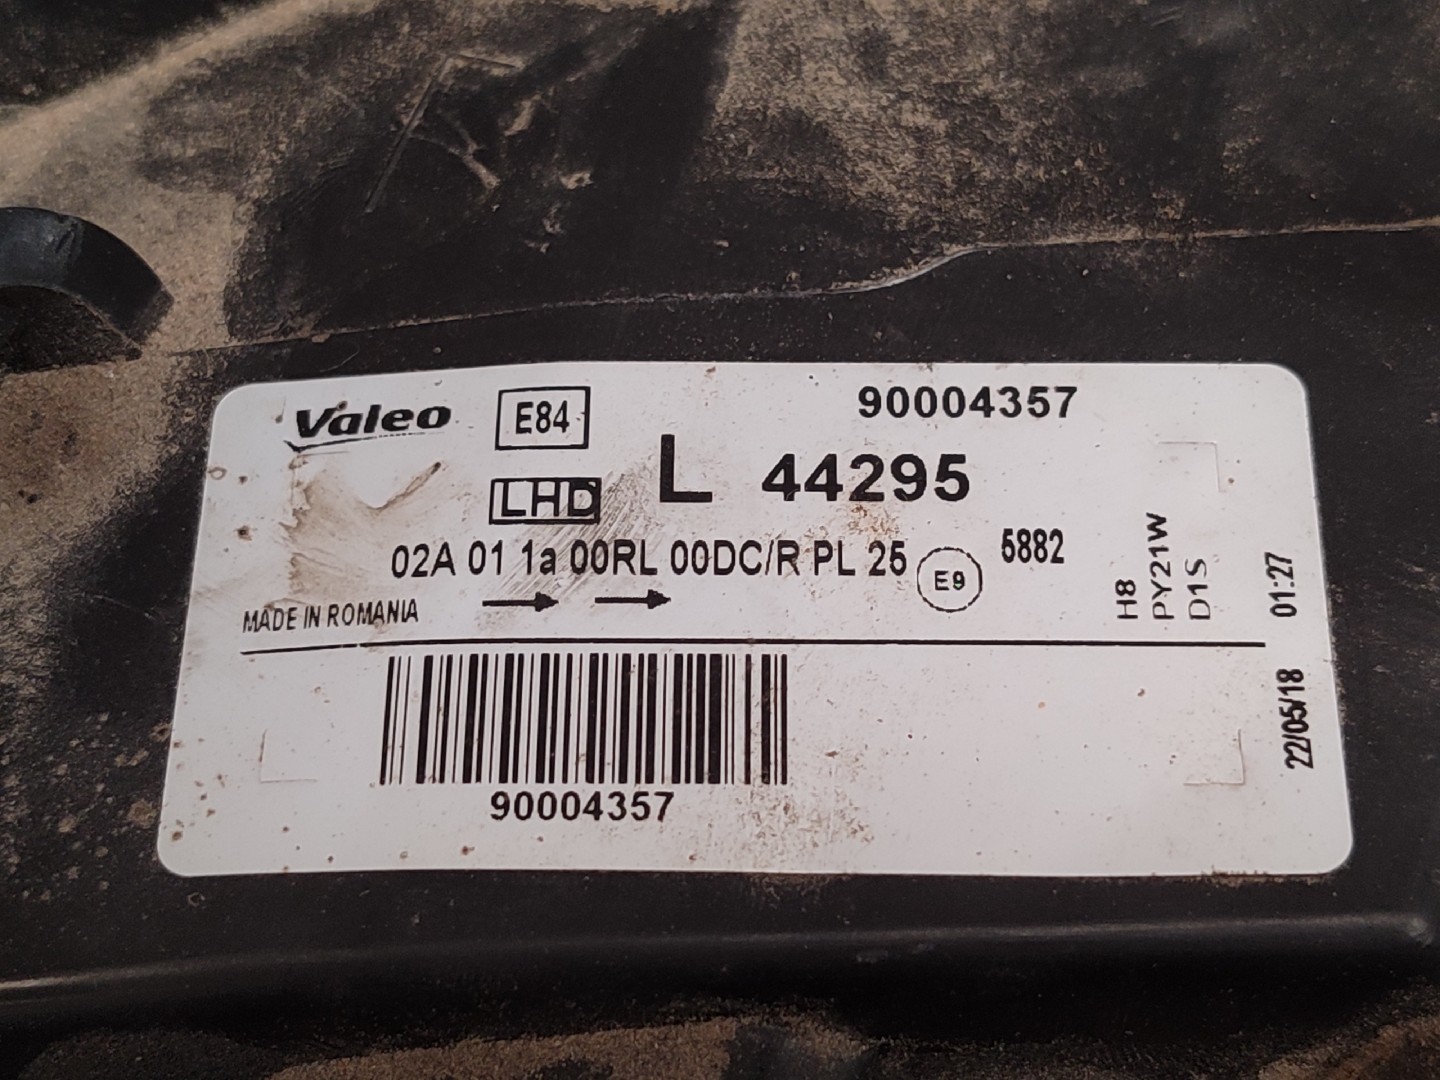 Valeo E84 90004357
LHD L 44295
02A 01 1a 00RL 00DC/R PL 25 E9 5882
MADE IN ROMANIA
H8
PY21W
D1S
22/05/18 01:27
90004357